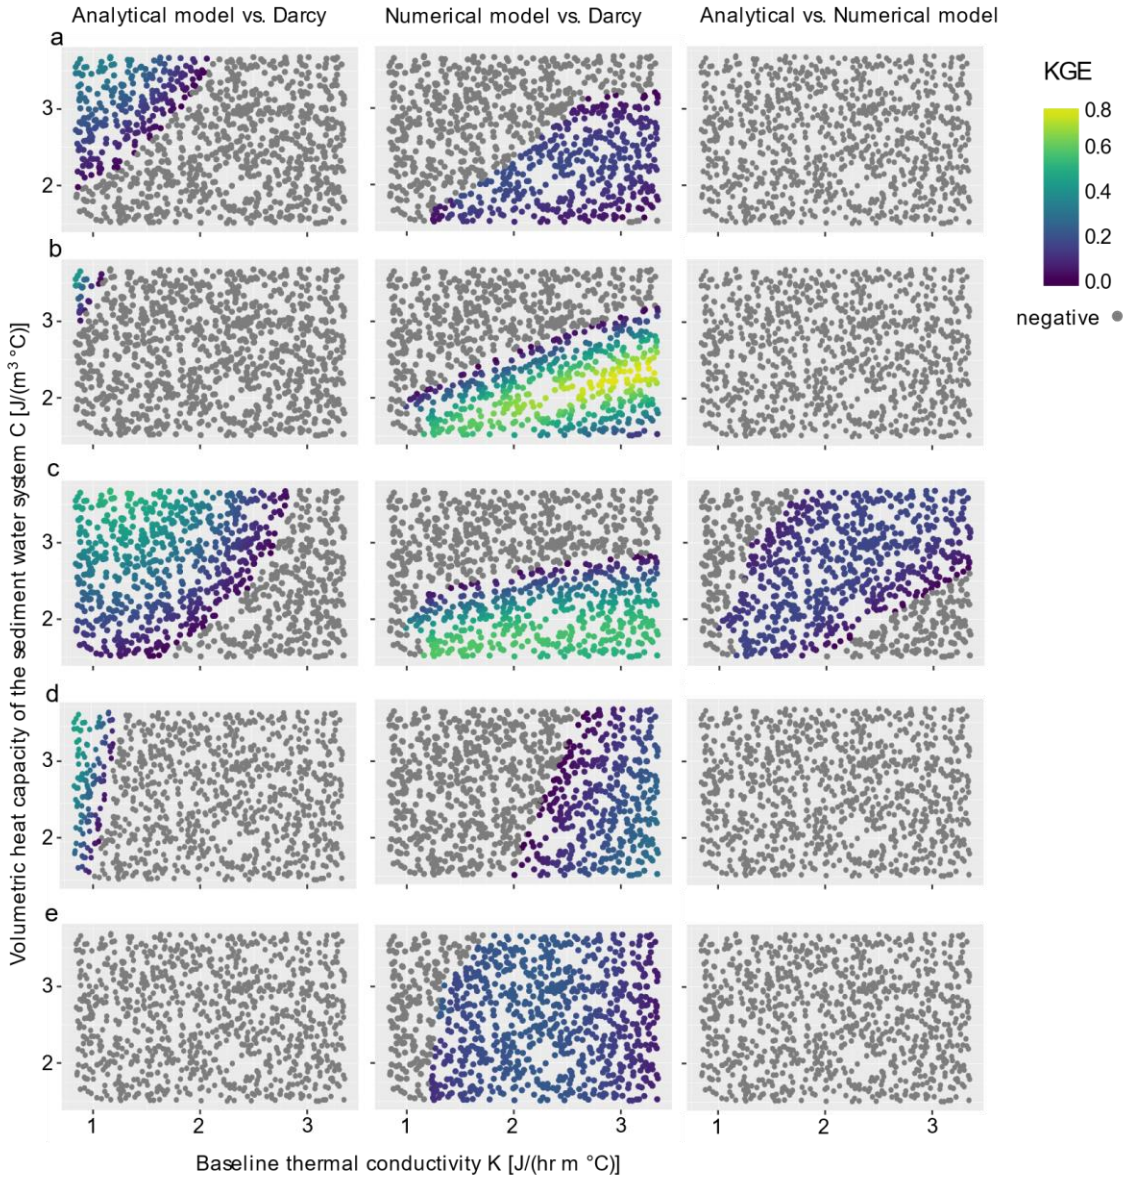 Analytical model vs. Darcy
Numerical model vs. Darcy
Analytical vs. Numerical model
a
3
2
b
3
2
c
3
2
d
3
2
e
3
2
1 2 3
1 2 3
1 2 3
Volumetric heat capacity of the sediment water system C [J/(m³ °C)]
Baseline thermal conductivity K [J/(hr m °C)]
KGE
0.8
0.6
0.4
0.2
0.0
negative